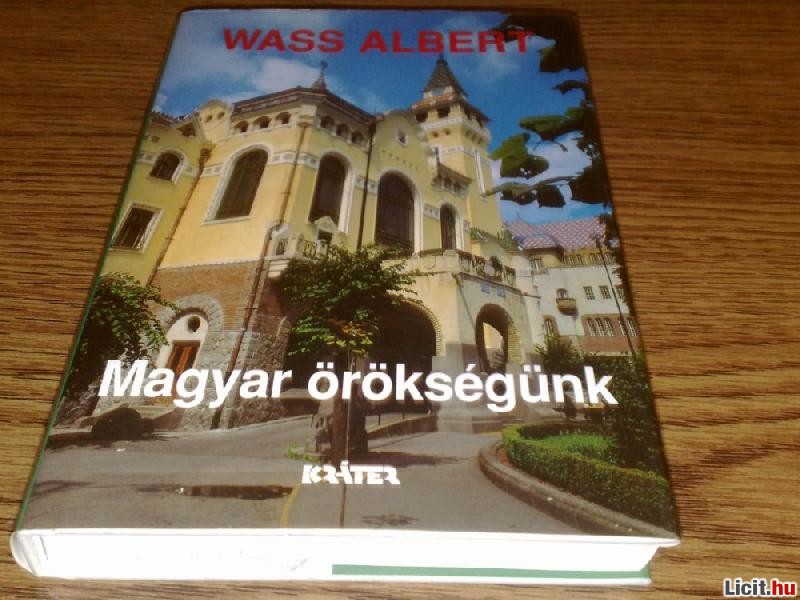 WASS ALBERT
Magyar örökségünk
KRÁTER
Licit.hu